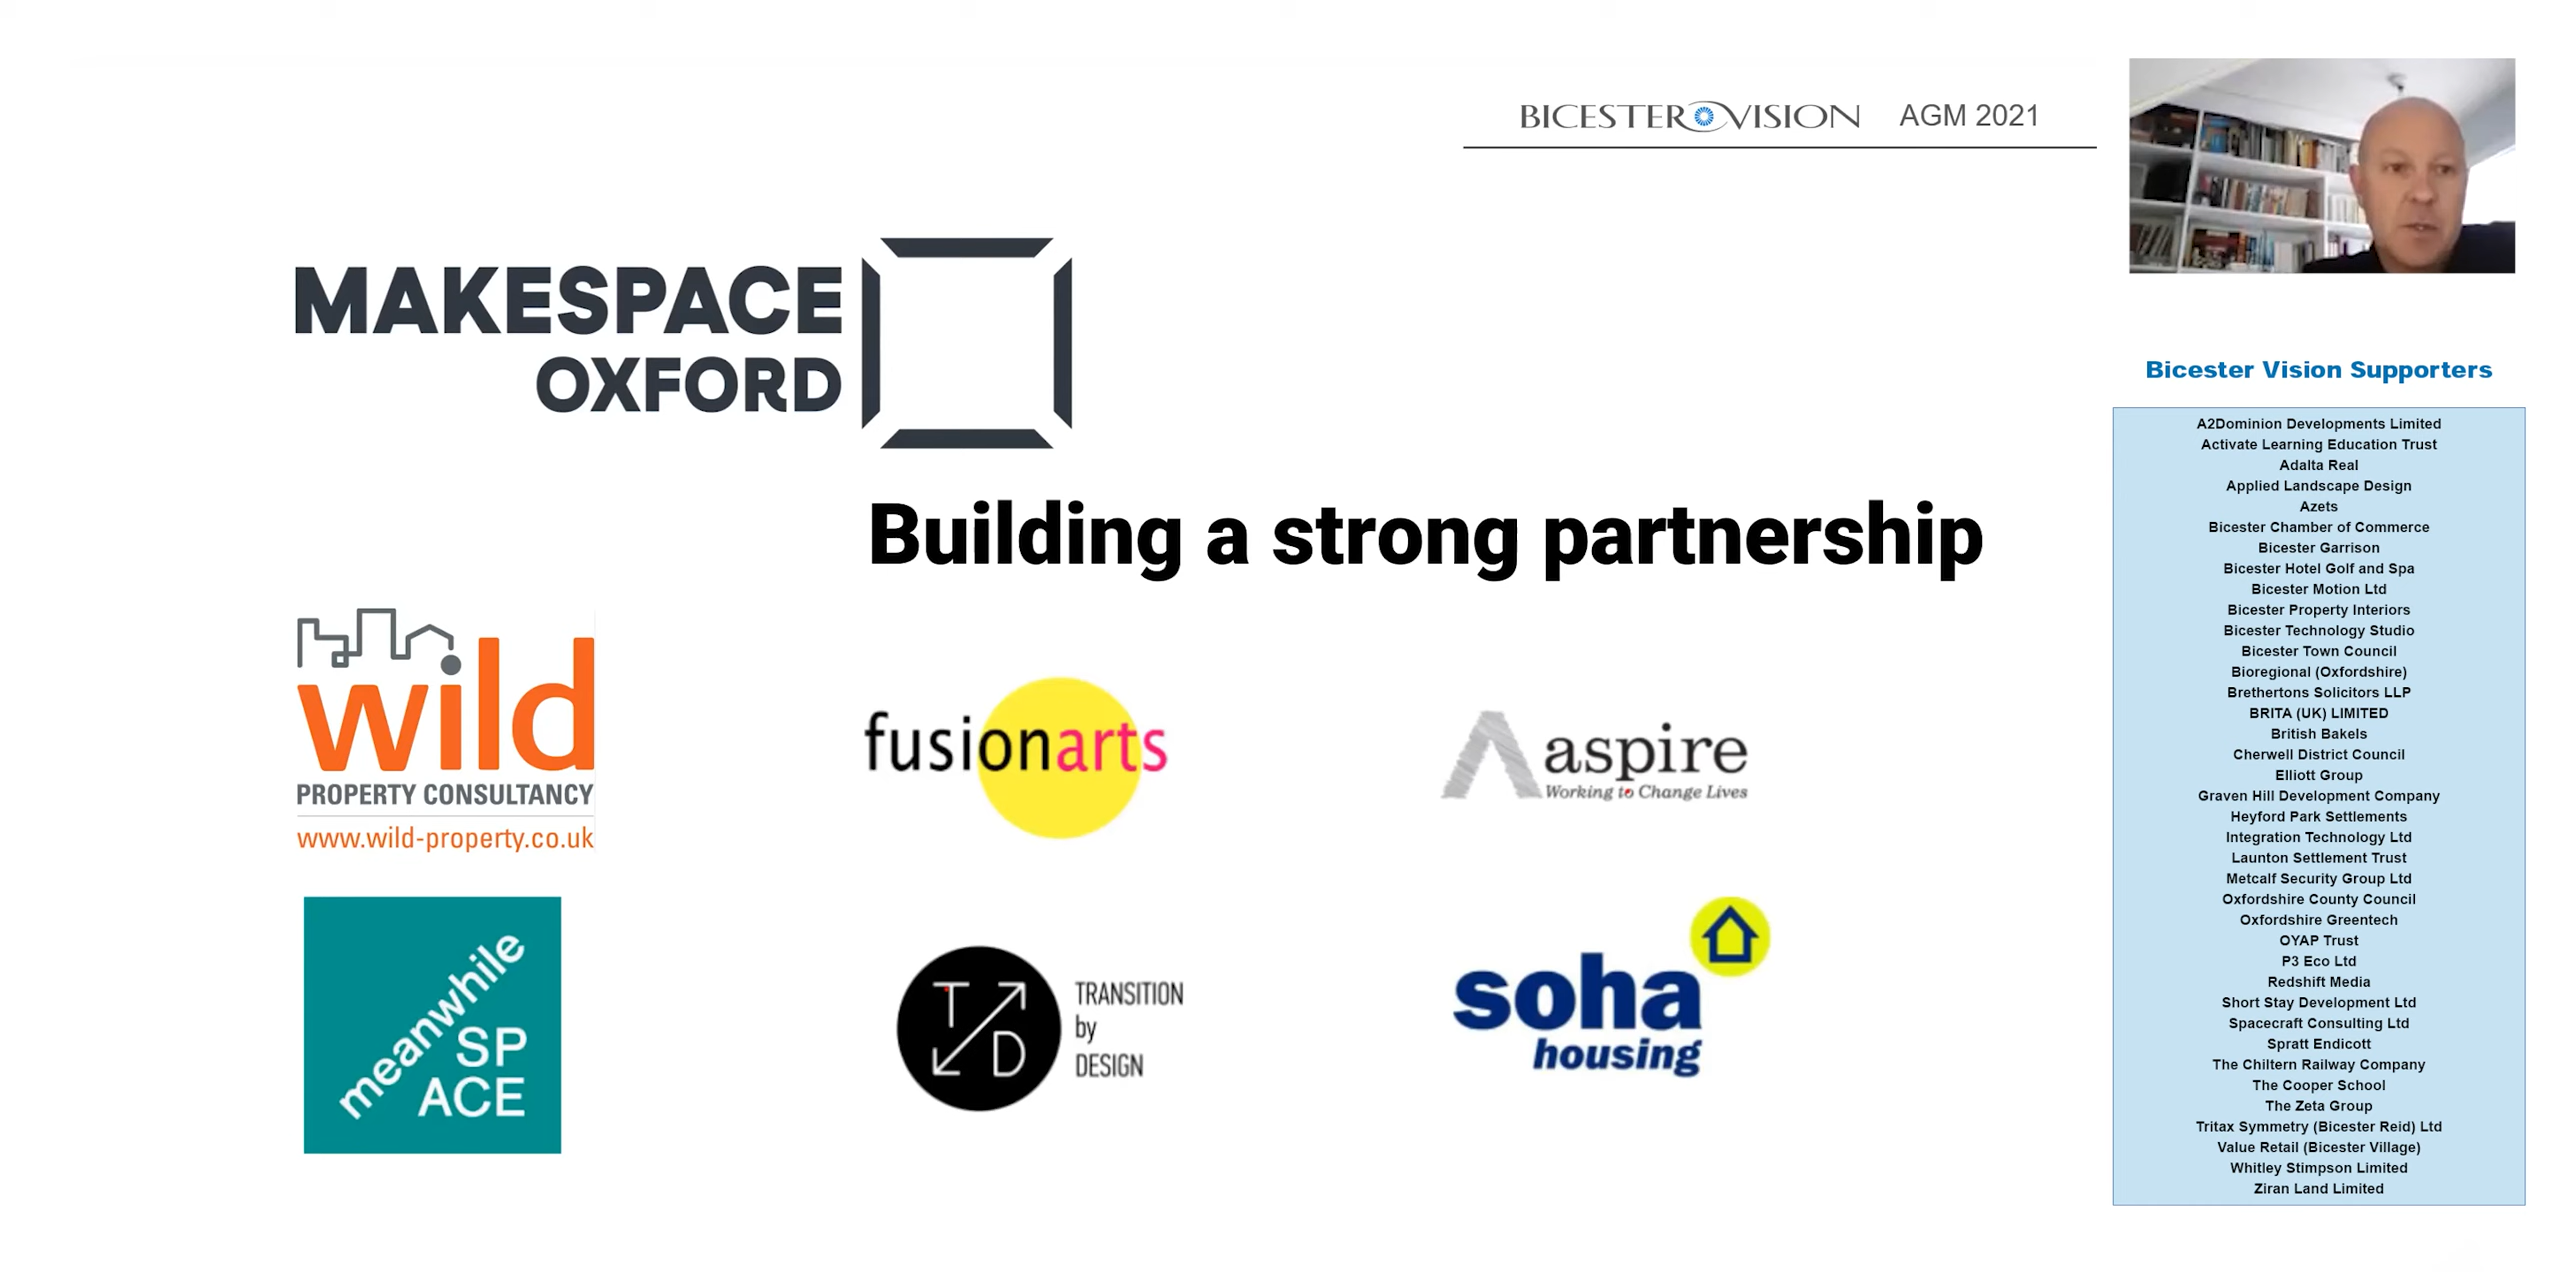 BICESTER VISION AGM 2021
MAKESPACE
OXFORD
Building a strong partnership
wild
PROPERTY CONSULTANCY
www.wild-property.co.uk
fusionarts
aspire
Working to Change Lives
meanwhile
SP
ACE
T
D
TRANSITION
by
DESIGN
soha
housing
Bicester Vision Supporters
A2Dominion Developments Limited
Activate Learning Education Trust
Adalta Real
Applied Landscape Design
Azets
Bicester Chamber of Commerce
Bicester Garrison
Bicester Hotel Golf and Spa
Bicester Motion Ltd
Bicester Property Interiors
Bicester Technology Studio
Bicester Town Council
Bioregional (Oxfordshire)
Brethertons Solicitors LLP
BRITA (UK) LIMITED
British Bakels
Cherwell District Council
Elliott Group
Graven Hill Development Company
Heyford Park Settlements
Integration Technology Ltd
Launton Settlement Trust
Metcalf Security Group Ltd
Oxfordshire County Council
Oxfordshire Greentech
OYAP Trust
P3 Eco Ltd
Redshift Media
Short Stay Development Ltd
Spacecraft Consulting Ltd
Spratt Endicott
The Chiltern Railway Company
The Cooper School
The Zeta Group
Tritax Symmetry (Bicester Reid) Ltd
Value Retail (Bicester Village)
Whitley Stimpson Limited
Ziran Land Limited